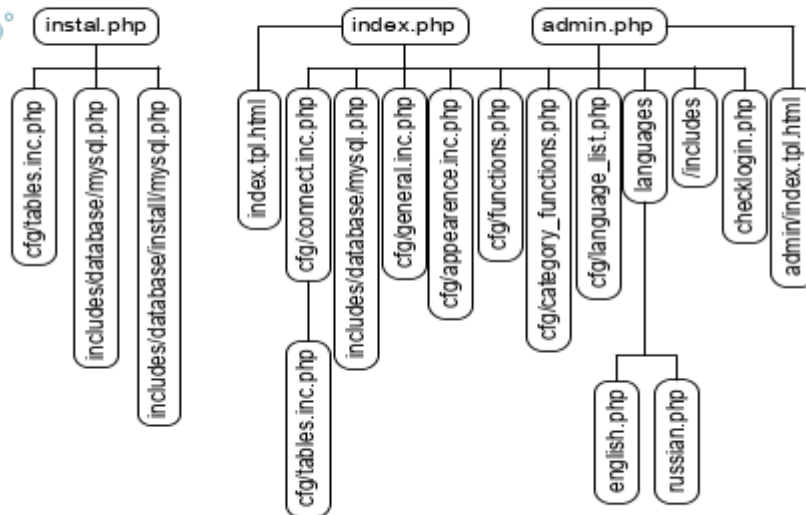 instal.php
index.php
admin.php
cfg/tables.inc.php
includes/database/mysql.php
includes/database/install/mysql.php
index.tpl.html
cfg/connect.inc.php
includes/database/mysql.php
cfg/general.inc.php
cfg/appearence.inc.php
cfg/functions.php
cfg/category_functions.php
cfg/language_list.php
languages
/includes
checklogin.php
admin/index.tpl.html
cfg/tables.inc.php
english.php
russian.php